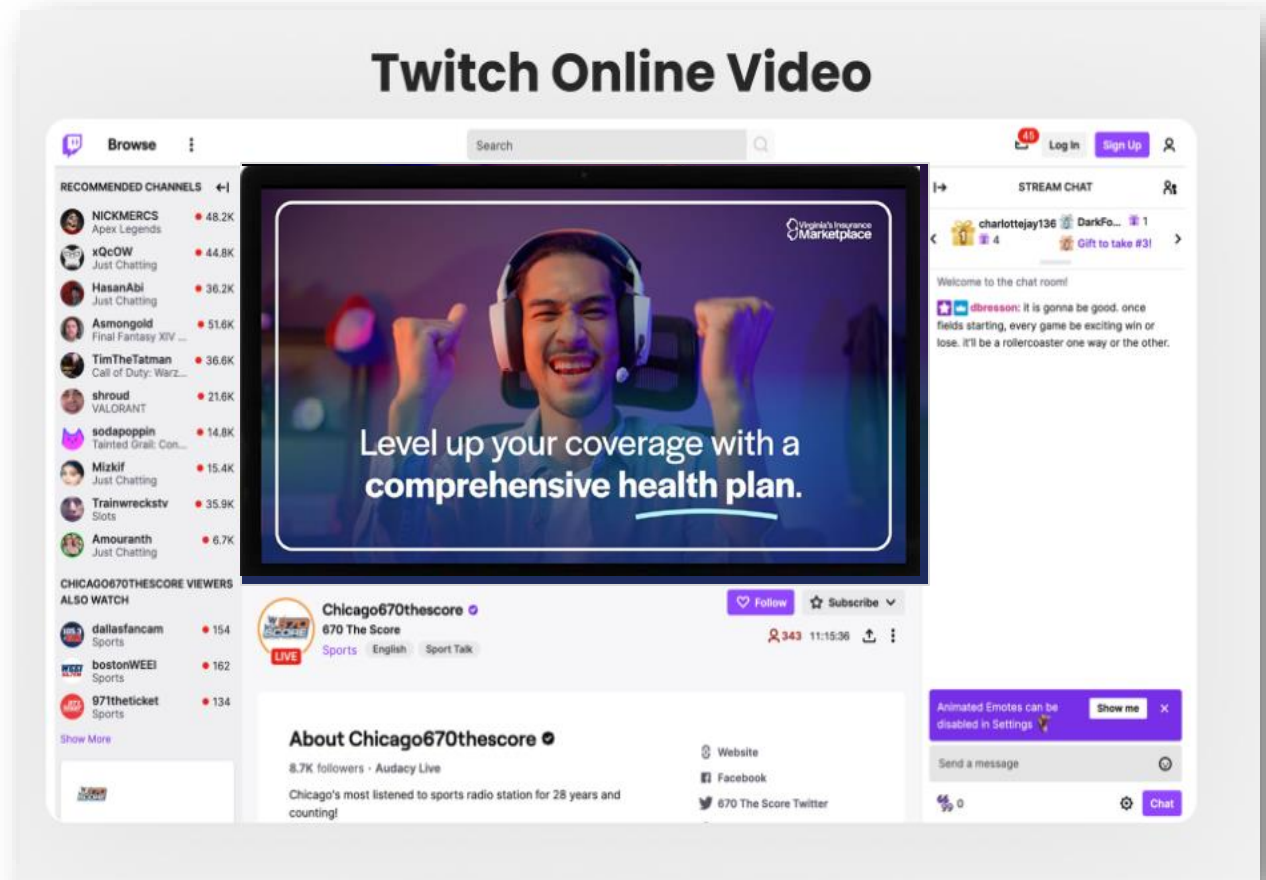 Twitch Online Video
Browse
Search
45
Log In
Sign Up
RECOMMENDED CHANNELS
NICKMERCS
48.2K
Apex Legends
xQcOW
44.8K
Just Chatting
HasanAbi
36.2K
Just Chatting
Asmongold
51.6K
Final Fantasy XIV ...
TimTheTatman
36.6K
Call of Duty: Warz...
shroud
21.6K
VALORANT
sodapoppin
14.8K
Tainted Grail: Con...
Mizkif
15.4K
Just Chatting
Trainwreckstv
35.9K
Slots
Amouranth
6.7K
Just Chatting
CHICAGO670THESCORE VIEWERS
ALSO WATCH
dallasfancam
154
Sports
bostonWEEI
162
Sports
971theticket
134
Sports
Show More
Virginia's Insurance
Marketplace
Level up your coverage with a
comprehensive health plan.
Chicago670thescore
670 The Score
Sports English Sport Talk
LIVE
Follow
Subscribe
343 11:15:36
About Chicago670thescore
8.7K followers · Audacy Live
Chicago's most listened to sports radio station for 28 years and
counting!
Website
Facebook
670 The Score Twitter
STREAM CHAT
charlottejay136
4
1
DarkFo... 1
Gift to take #3!
Welcome to the chat room!
dbresson: it is gonna be good. once
fields starting, every game be exciting win or
lose. it'll be a rollercoaster one way or the other.
Animated Emotes can be
disabled in Settings
Show me
Send a message
0
Chat